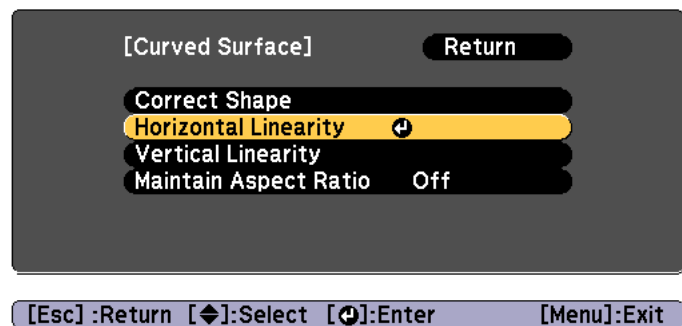 [Curved Surface] Return
Correct Shape
Horizontal Linearity
Vertical Linearity
Maintain Aspect Ratio Off
[Esc] :Return [◆]:Select [↵]:Enter [Menu]:Exit